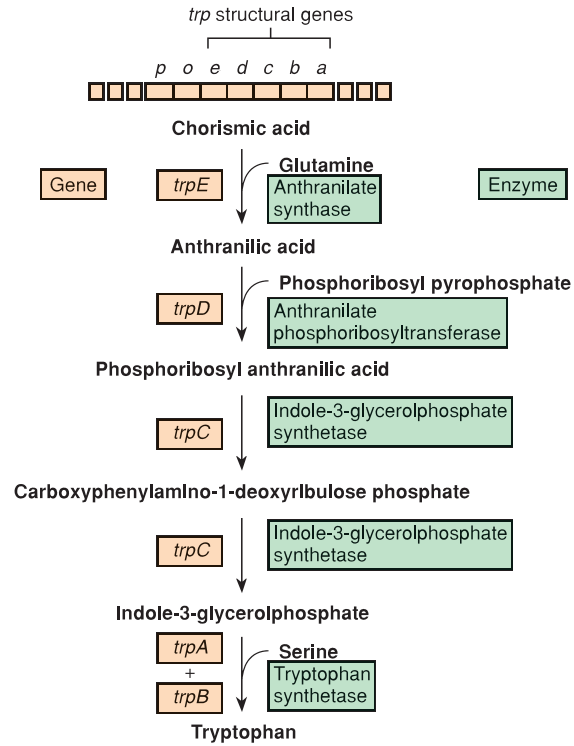 trp structural genes
p o e d c b a
Chorismic acid
Glutamine
Gene trpE Anthranilate
synthase
Enzyme
Anthranilic acid
Phosphoribosyl pyrophosphate
trpD Anthranilate
phosphoribosyltransferase
Phosphoribosyl anthranilic acid
trpC Indole-3-glycerolphosphate
synthetase
CarboxyphenylamIno-1-deoxyrIbulose phosphate
trpC Indole-3-glycerolphosphate
synthetase
Indole-3-glycerolphosphate
trpA
+
trpB
Serine
Tryptophan
synthetase
Tryptophan